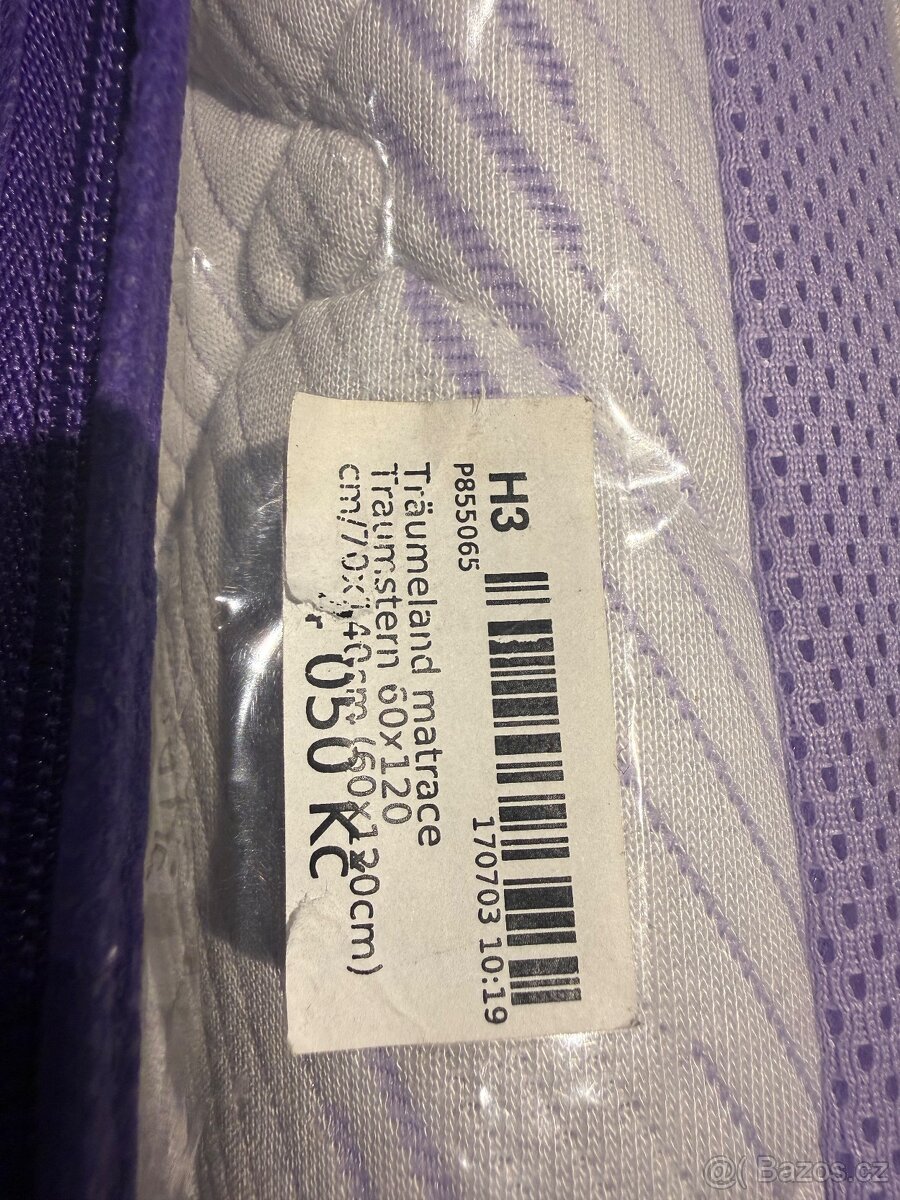 H3
P855065
170703 10:19
Träumeland matrace
Traumstern 60x120
cm/70x140cm (60x120cm)
050 Kč
@( Bazos.cz